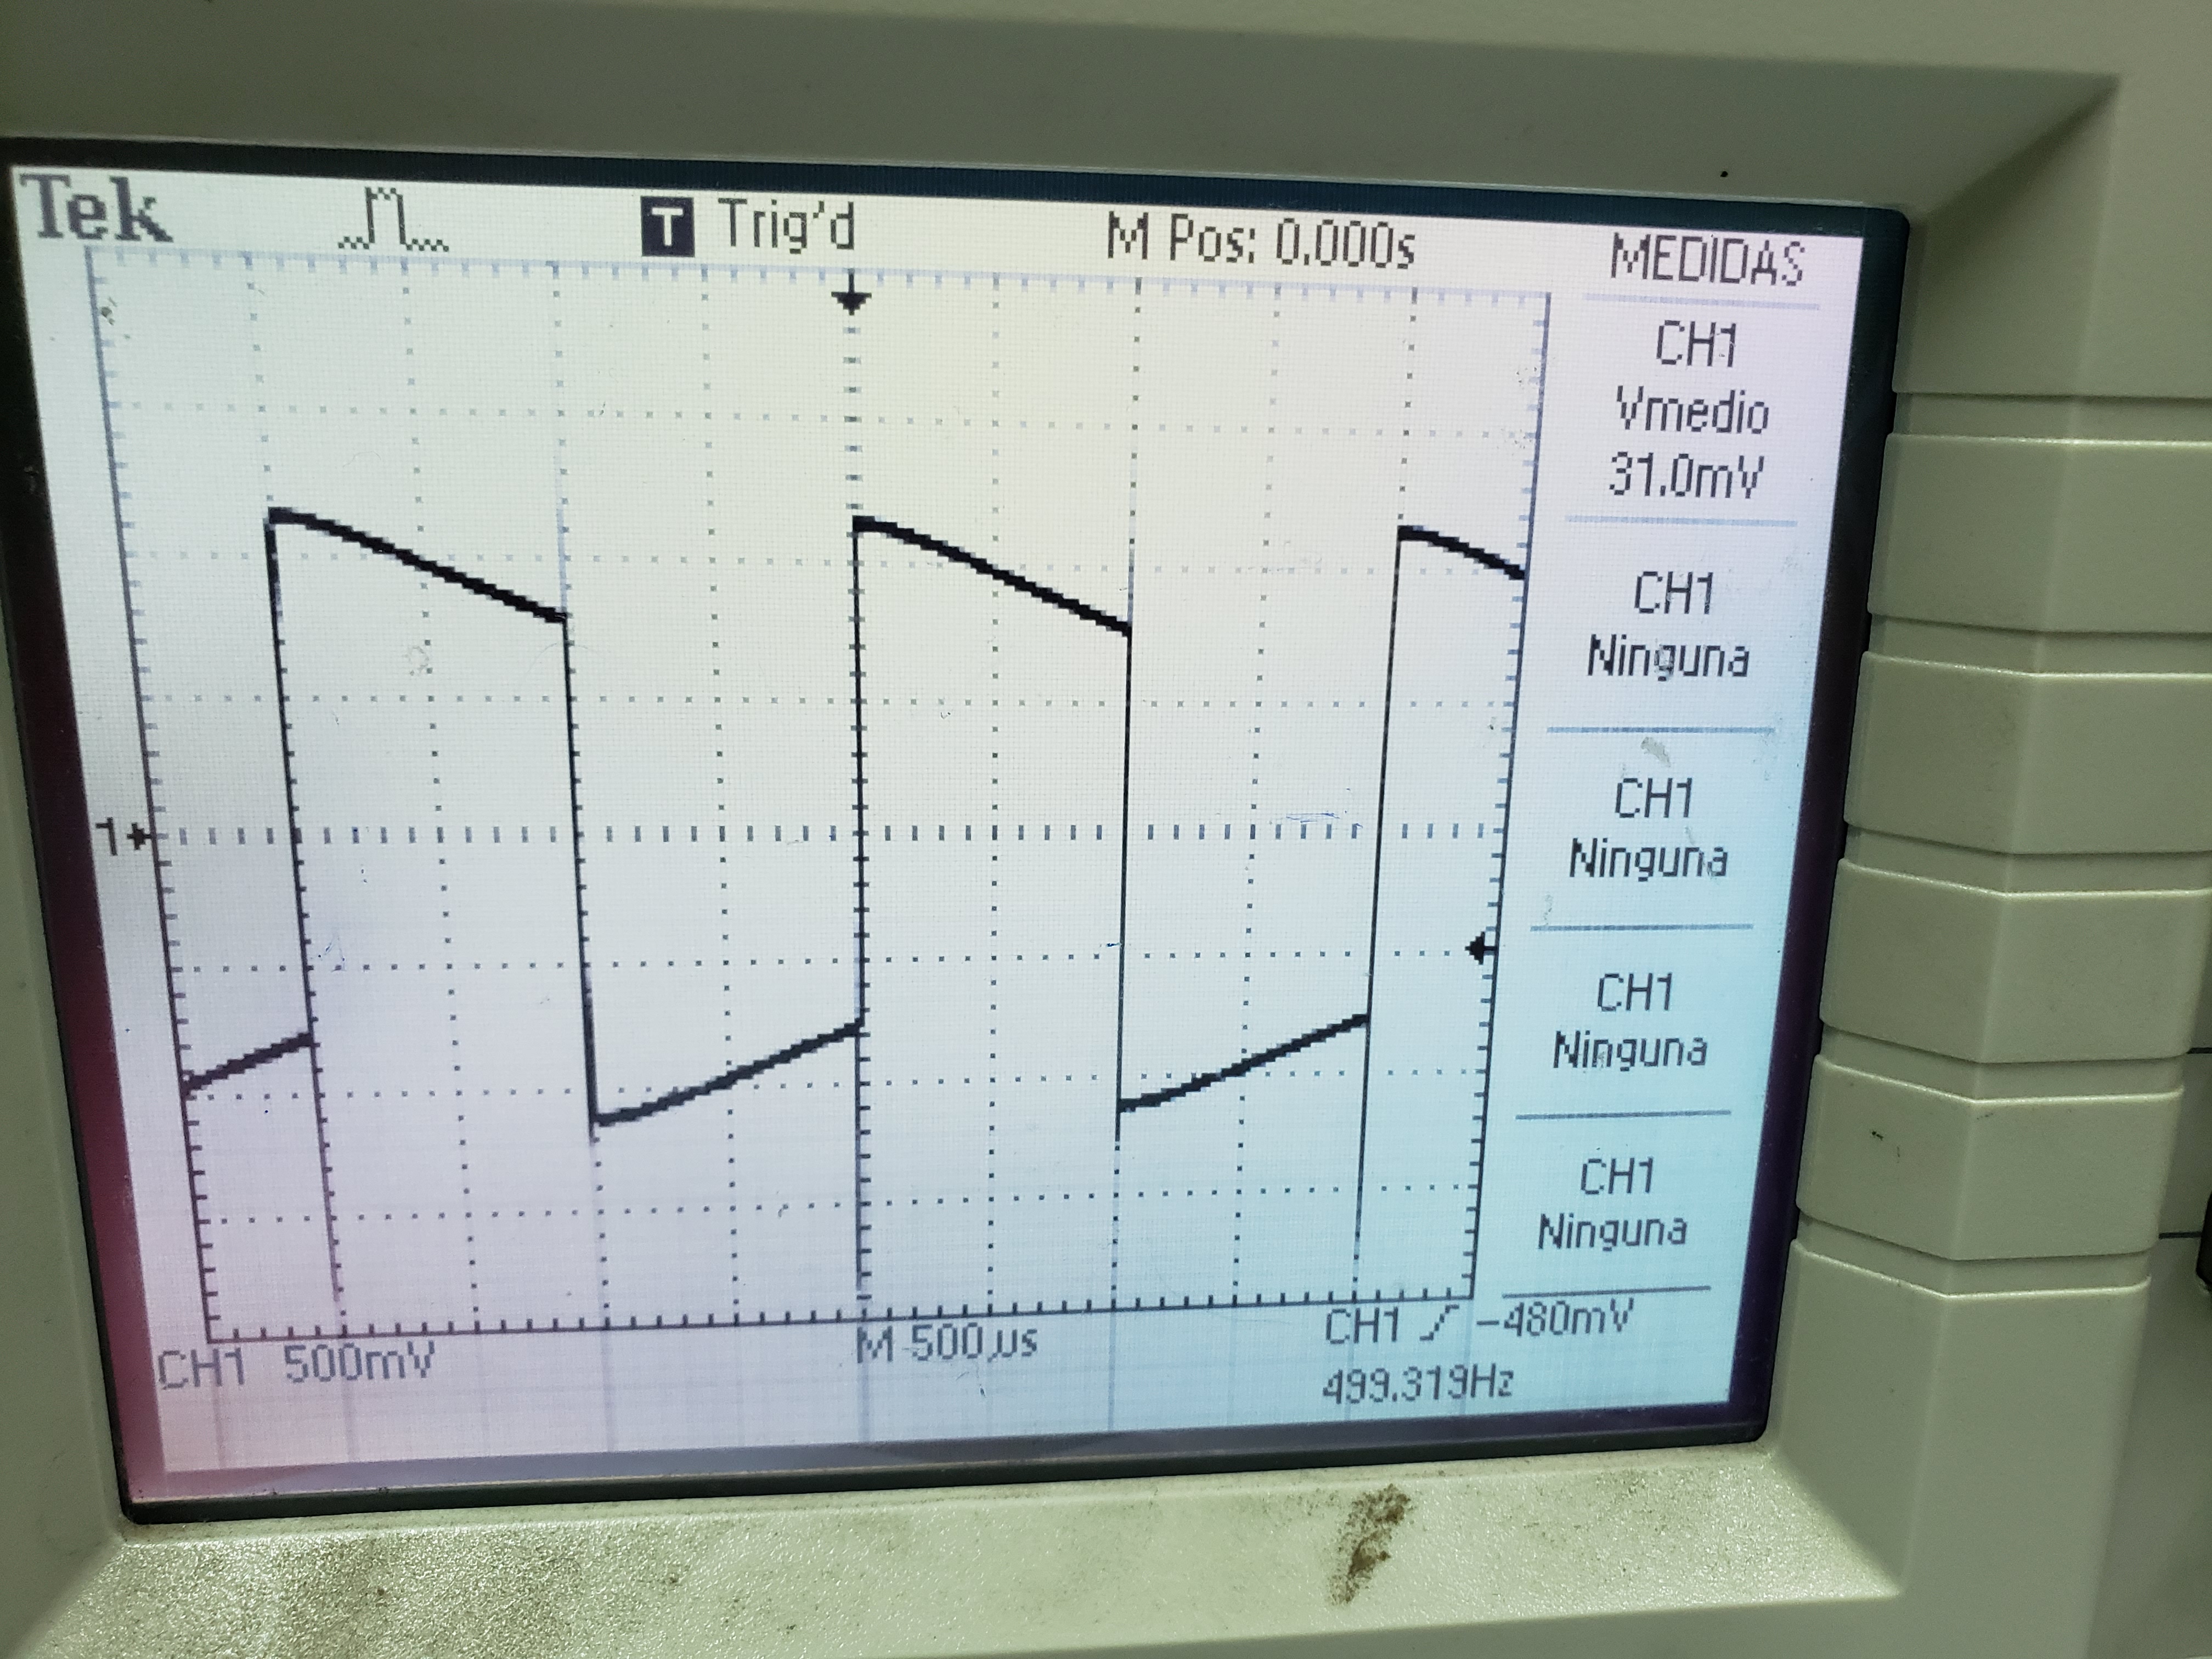 Tek T Trig'd M Pos: 0.000s MEDIDAS
CH1
Vmedio
31.0mV
CH1
Ninguna
CH1
Ninguna
CH1
Ninguna
CH1
Ninguna
1
CH1 500mV M 500µs CH1 -480mV
499.319Hz